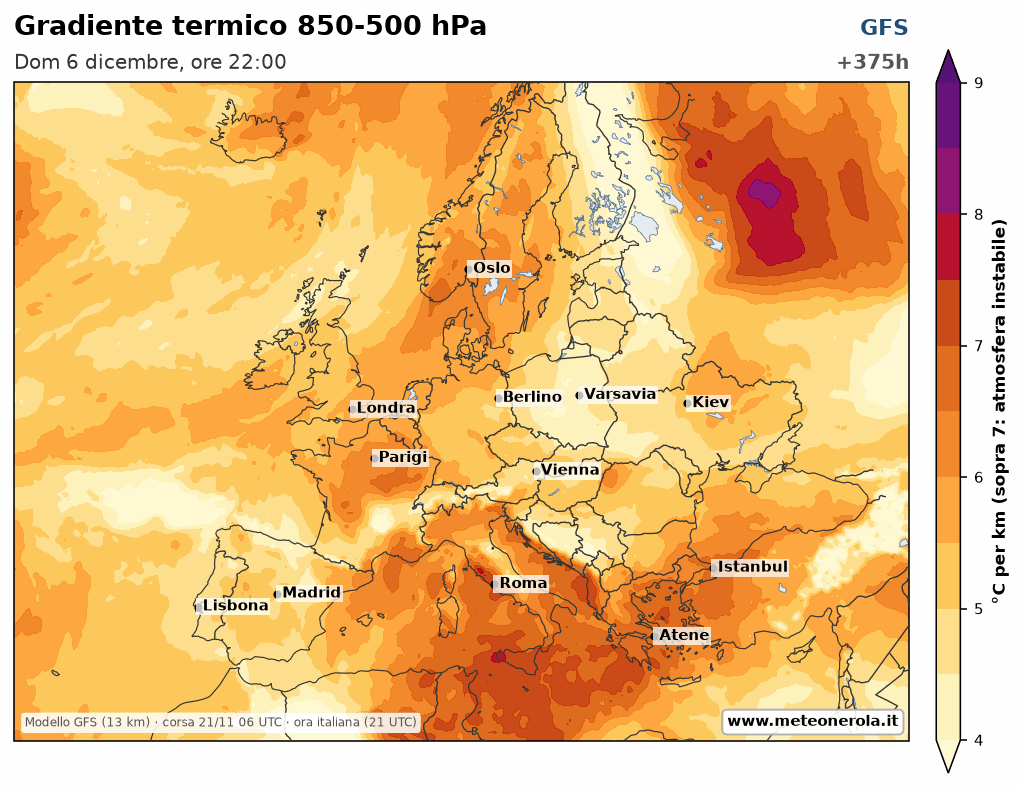 Gradiente termico 850-500 hPa
GFS
Dom 6 dicembre, ore 22:00
+375h
Oslo
Londra
Berlino
Varsavia
Kiev
Parigi
Vienna
Istanbul
Roma
Madrid
Lisbona
Atene
Modello GFS (13 km) · corsa 21/11 06 UTC · ora italiana (21 UTC)
www.meteonerola.it
9
8
7
6
5
4
°C per km (sopra 7: atmosfera instabile)